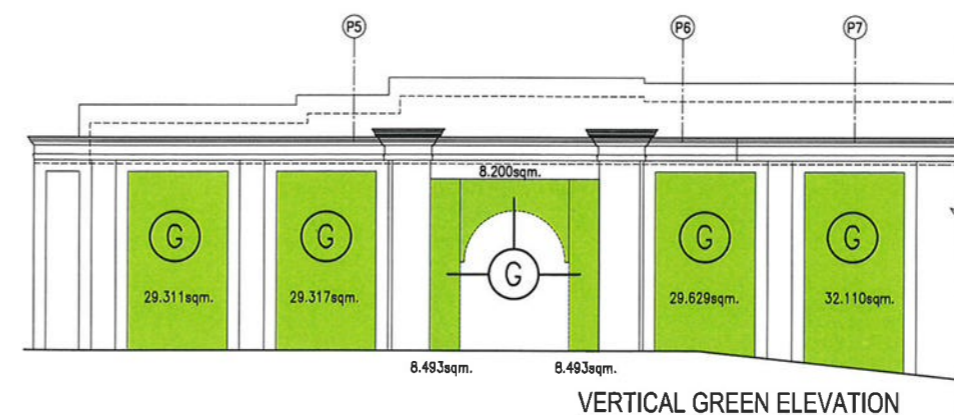 P5
P6
P7
8.200sqm.
G
G
G
G
G
29.311sqm.
29.317sqm.
29.629sqm.
32.110sqm.
8.493sqm.
8.493sqm.
VERTICAL GREEN ELEVATION